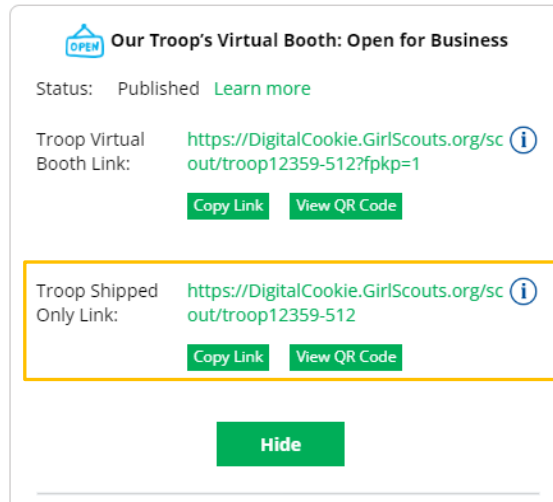 OPEN Our Troop's Virtual Booth: Open for Business
Status: Published Learn more
Troop Virtual https://DigitalCookie.GirlScouts.org/sc i
Booth Link: out/troop12359-512?fpkp=1
Copy Link View QR Code
Troop Shipped https://DigitalCookie.GirlScouts.org/sc i
Only Link: out/troop12359-512
Copy Link View QR Code
Hide